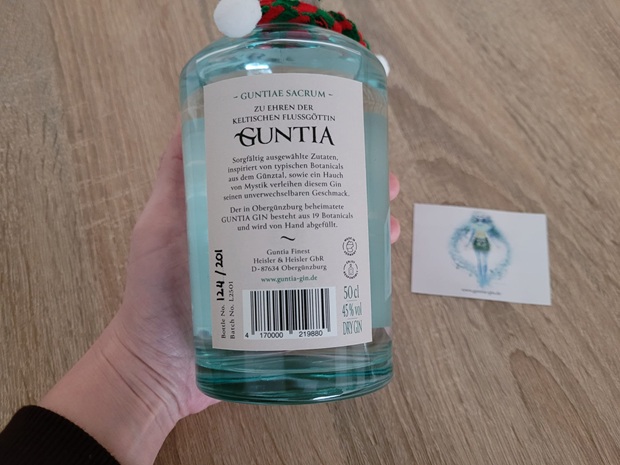 ~ GUNTIAE SACRUM ~
ZU EHREN DER
KELTISCHEN FLUSSGÖTTIN
GUNTIA
Sorgfältig ausgewählte Zutaten,
inspiriert von typischen Botanicals
aus dem Günztal, sowie ein Hauch
von Mystik verleihen diesem Gin
seinen unverwechselbaren Geschmack.
Der in Obergünzburg beheimatete
GUNTIA GIN besteht aus 19 Botanicals
und wird von Hand abgefüllt.
~
Guntia Finest
Heisler & Heisler GbR
D-87634 Obergünzburg
www.guntia-gin.de
Bottle No. 124/201
Batch No. L2501
4 170000 219880
50 cl
45 % vol
DRY GIN
www.guntia-gin.de